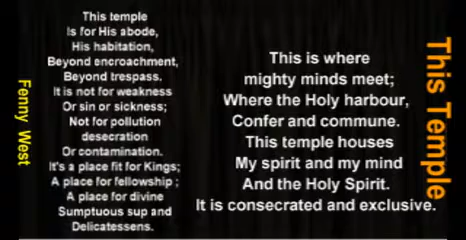 This Temple
This temple
Is for His abode,
His habitation,
Beyond encroachment,
Beyond trespass.
It is not for weakness
Or sin or sickness;
Not for pollution
desecration
Or contamination.
It's a place fit for Kings;
A place for fellowship ;
A place for divine
Sumptuous sup and
Delicatessens.
This is where
mighty minds meet;
Where the Holy harbour,
Confer and commune.
This temple houses
My spirit and my mind
And the Holy Spirit.
It is consecrated and exclusive.
Fenny West